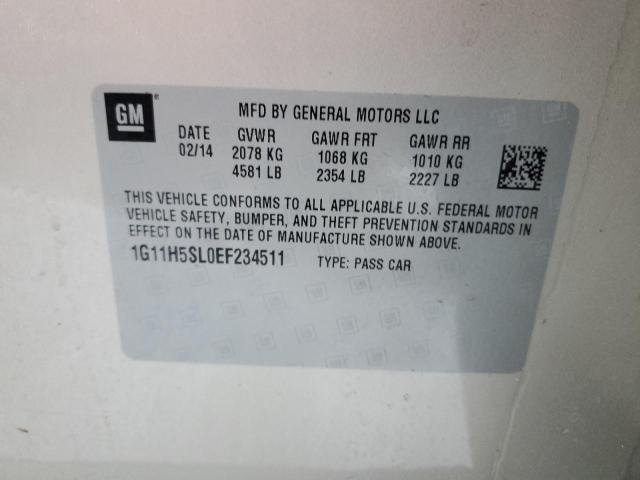 GM
MFD BY GENERAL MOTORS LLC
DATE GVWR GAWR FRT GAWR RR
02/14 2078 KG 1068 KG 1010 KG
4581 LB 2354 LB 2227 LB
THIS VEHICLE CONFORMS TO ALL APPLICABLE U.S. FEDERAL MOTOR
VEHICLE SAFETY, BUMPER, AND THEFT PREVENTION STANDARDS IN
EFFECT ON THE DATE OF MANUFACTURE SHOWN ABOVE.
1G11H5SL0EF234511 TYPE: PASS CAR